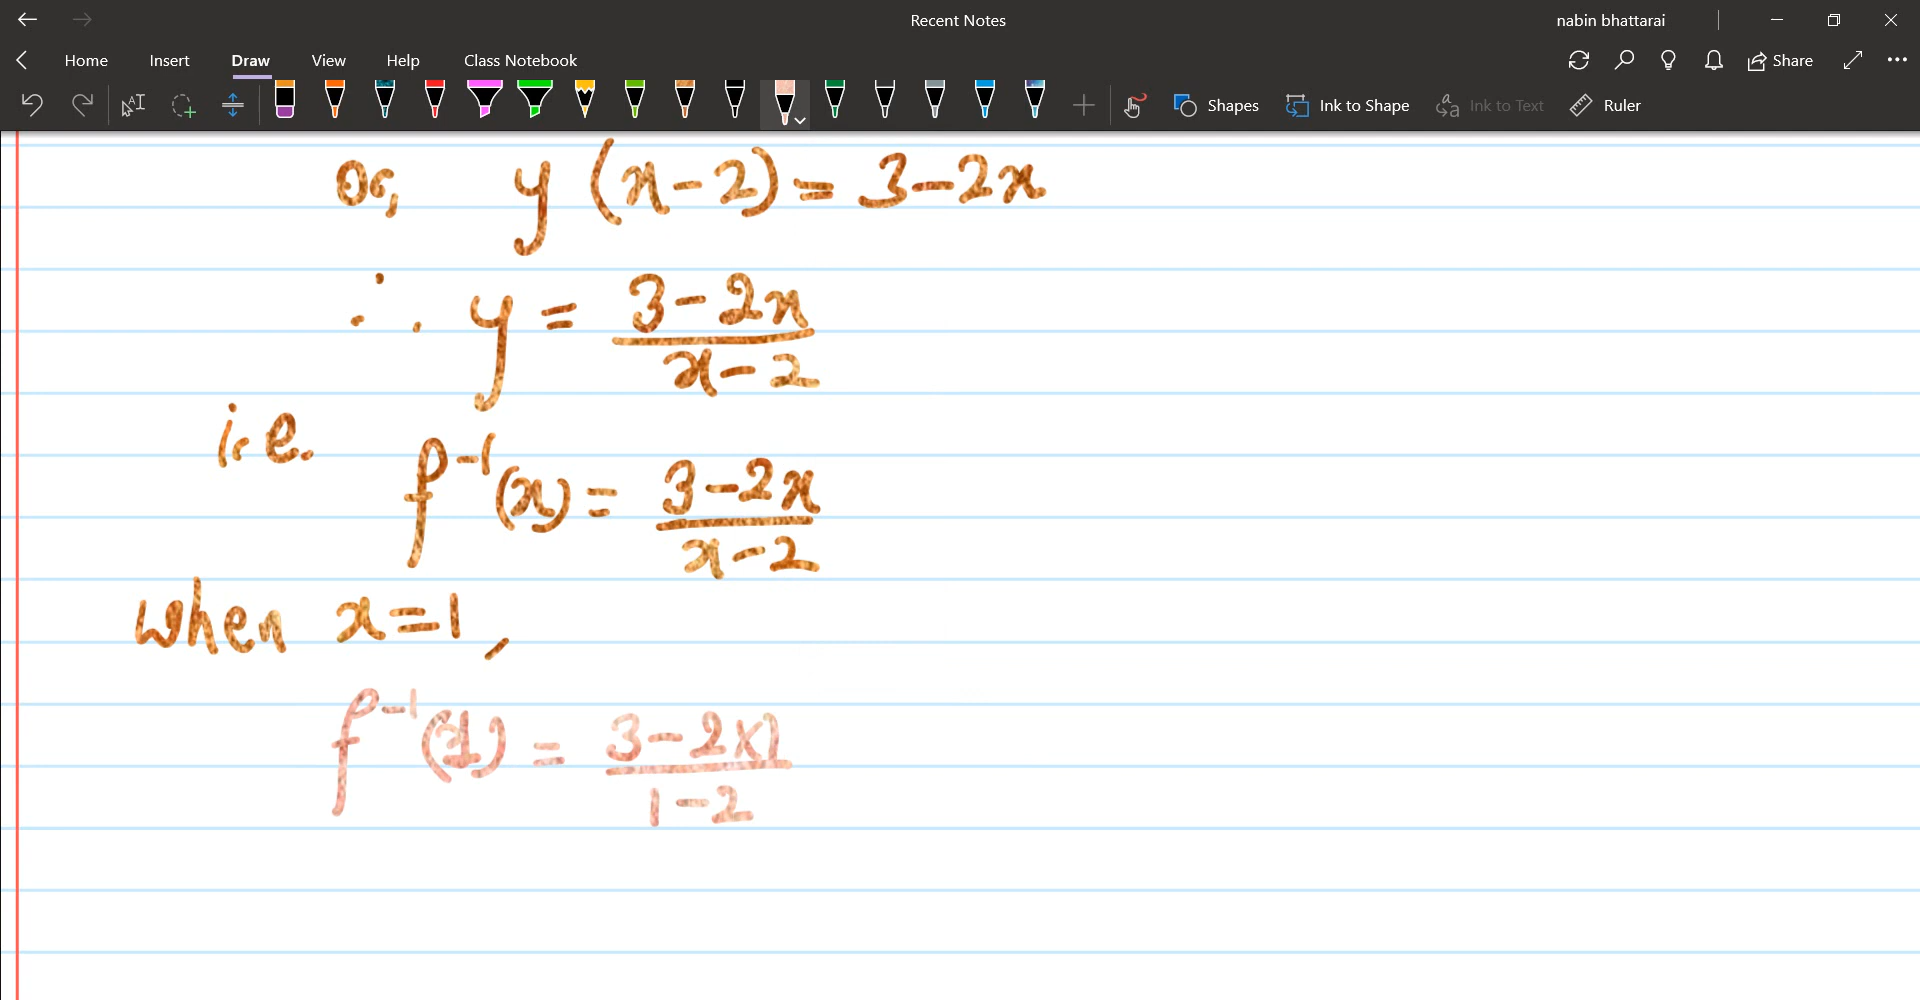 Recent Notes
nabin bhattarai
Home Insert Draw View Help Class Notebook Share
Shapes Ink to Shape Ink to Text Ruler
Or, y (x-2) = 3-2x
∴ y = (3-2x)/(x-2)
i.e.
f⁻¹(x) = (3-2x)/(x-2)
when x=1,
f⁻¹(1) = (3-2×1)/(1-2)